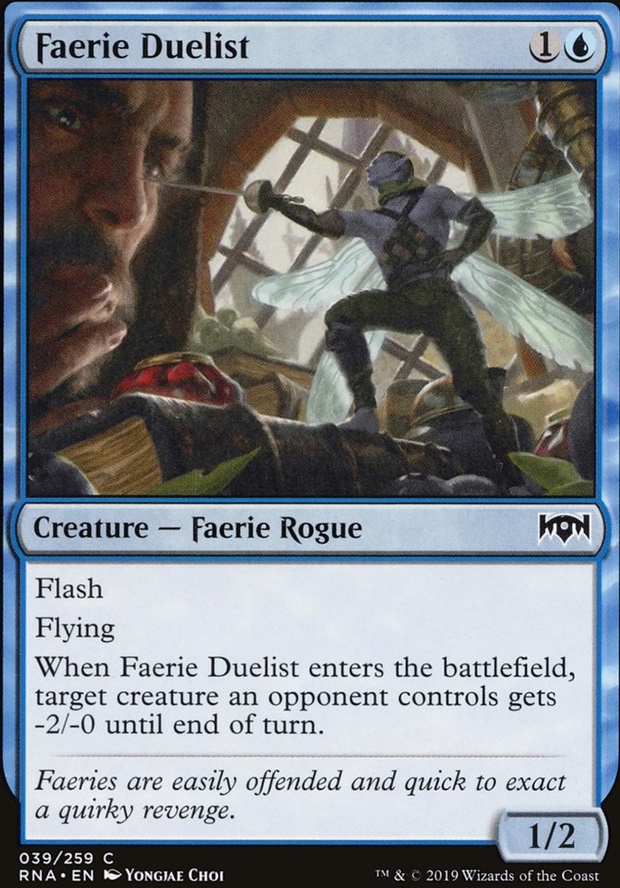 Faerie Duelist 1
Creature — Faerie Rogue
Flash
Flying
When Faerie Duelist enters the battlefield,
target creature an opponent controls gets
-2/-0 until end of turn.
Faeries are easily offended and quick to exact
a quirky revenge.
1/2
039/259 C
RNA • EN Yongjae Choi
™ & © 2019 Wizards of the Coast